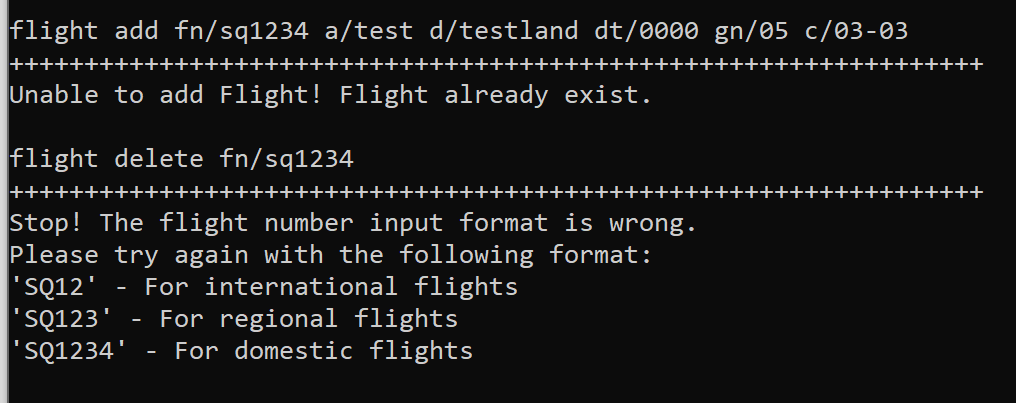 flight add fn/sq1234 a/test d/testland dt/0000 gn/05 c/03-03
+++++++++++++++++++++++++++++++++++++++++++++++++++++++++++++++++
Unable to add Flight! Flight already exist.
flight delete fn/sq1234
+++++++++++++++++++++++++++++++++++++++++++++++++++++++++++++++++
Stop! The flight number input format is wrong.
Please try again with the following format:
'SQ12' - For international flights
'SQ123' - For regional flights
'SQ1234' - For domestic flights